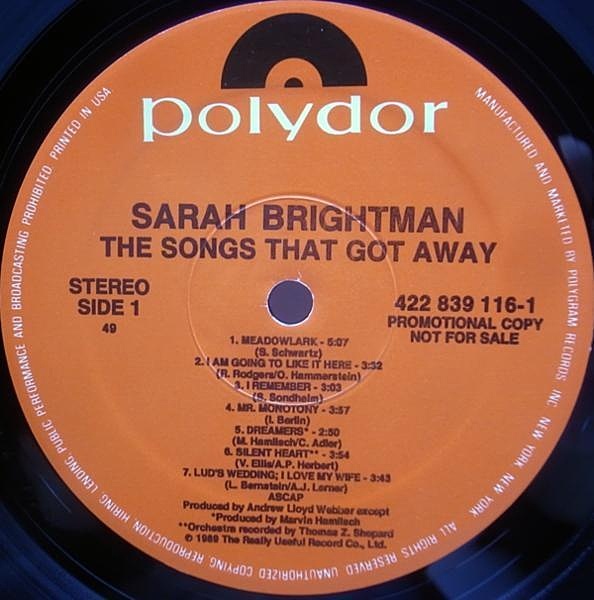 polydor
SARAH BRIGHTMAN
THE SONGS THAT GOT AWAY
STEREO
SIDE 1
49
422 839 116-1
PROMOTIONAL COPY
NOT FOR SALE
1. MEADOWLARK - 5:07
(S. Schwartz)
2. I AM GOING TO LIKE IT HERE - 3:32
(R. Rodgers/O. Hammerstein)
3. I REMEMBER - 3:03
(S. Sondheim)
4. MR. MONOTONY - 3:57
(I. Berlin)
5. DREAMERS* - 2:50
(M. Hamlisch/C. Adler)
6. SILENT HEART** - 3:54
(V. Ellis/A.P. Herbert)
7. LUD'S WEDDING; I LOVE MY WIFE - 3:43
(L. Bernstein/A.J. Lerner)
ASCAP
Produced by Andrew Lloyd Webber except
*Produced by Marvin Hamlisch
**Orchestra recorded by Thomas Z. Shepard
℗ 1989 The Really Useful Record Co., Ltd.
MANUFACTURED AND MARKETED BY POLYGRAM RECORDS, INC. NEW YORK, NEW YORK. ALL RIGHTS RESERVED. UNAUTHORIZED COPYING REPRODUCTION HIRING LENDING PUBLIC PERFORMANCE AND BROADCASTING PROHIBITED. PRINTED IN USA.